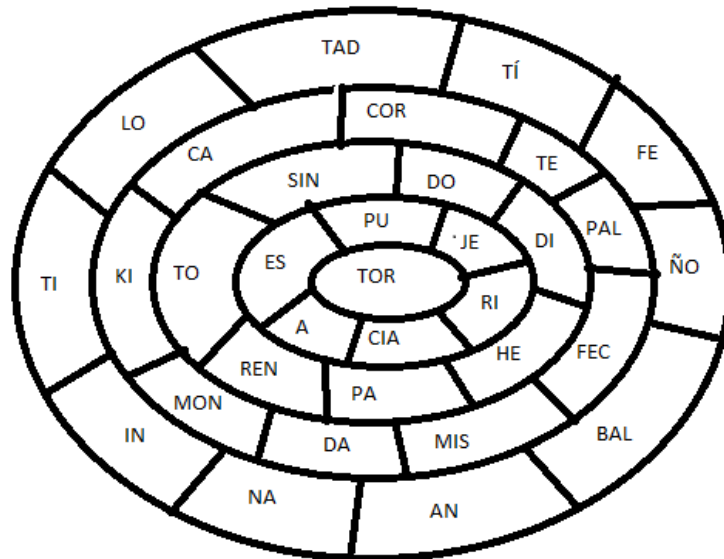 TAD
TÍ
LO
COR
FE
CA
TE
SIN
DO
PAL
PU
JE
DI
ES
ÑO
TI
KI
TO
TOR
RI
A
CIA
HE
FEC
REN
PA
MON
IN
DA
MIS
BAL
NA
AN